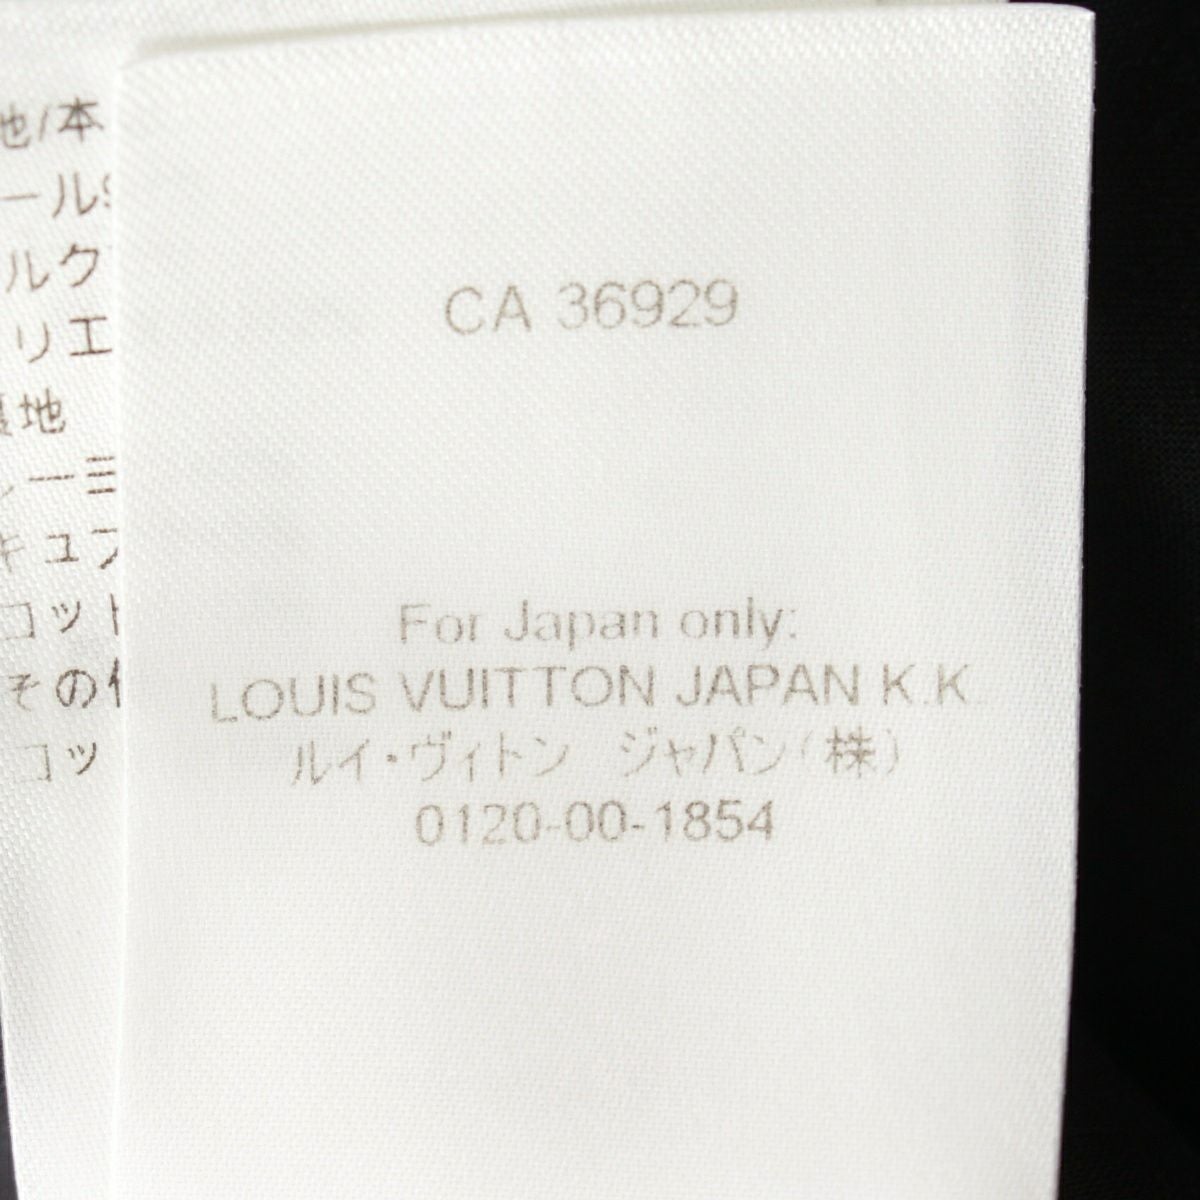 地/本
ール
ルク
リエ
裏地
キュプ
コット
その他
コッ
CA 36929
For Japan only:
LOUIS VUITTON JAPAN K.K.
ルイ・ヴィトン ジャパン(株)
0120-00-1854